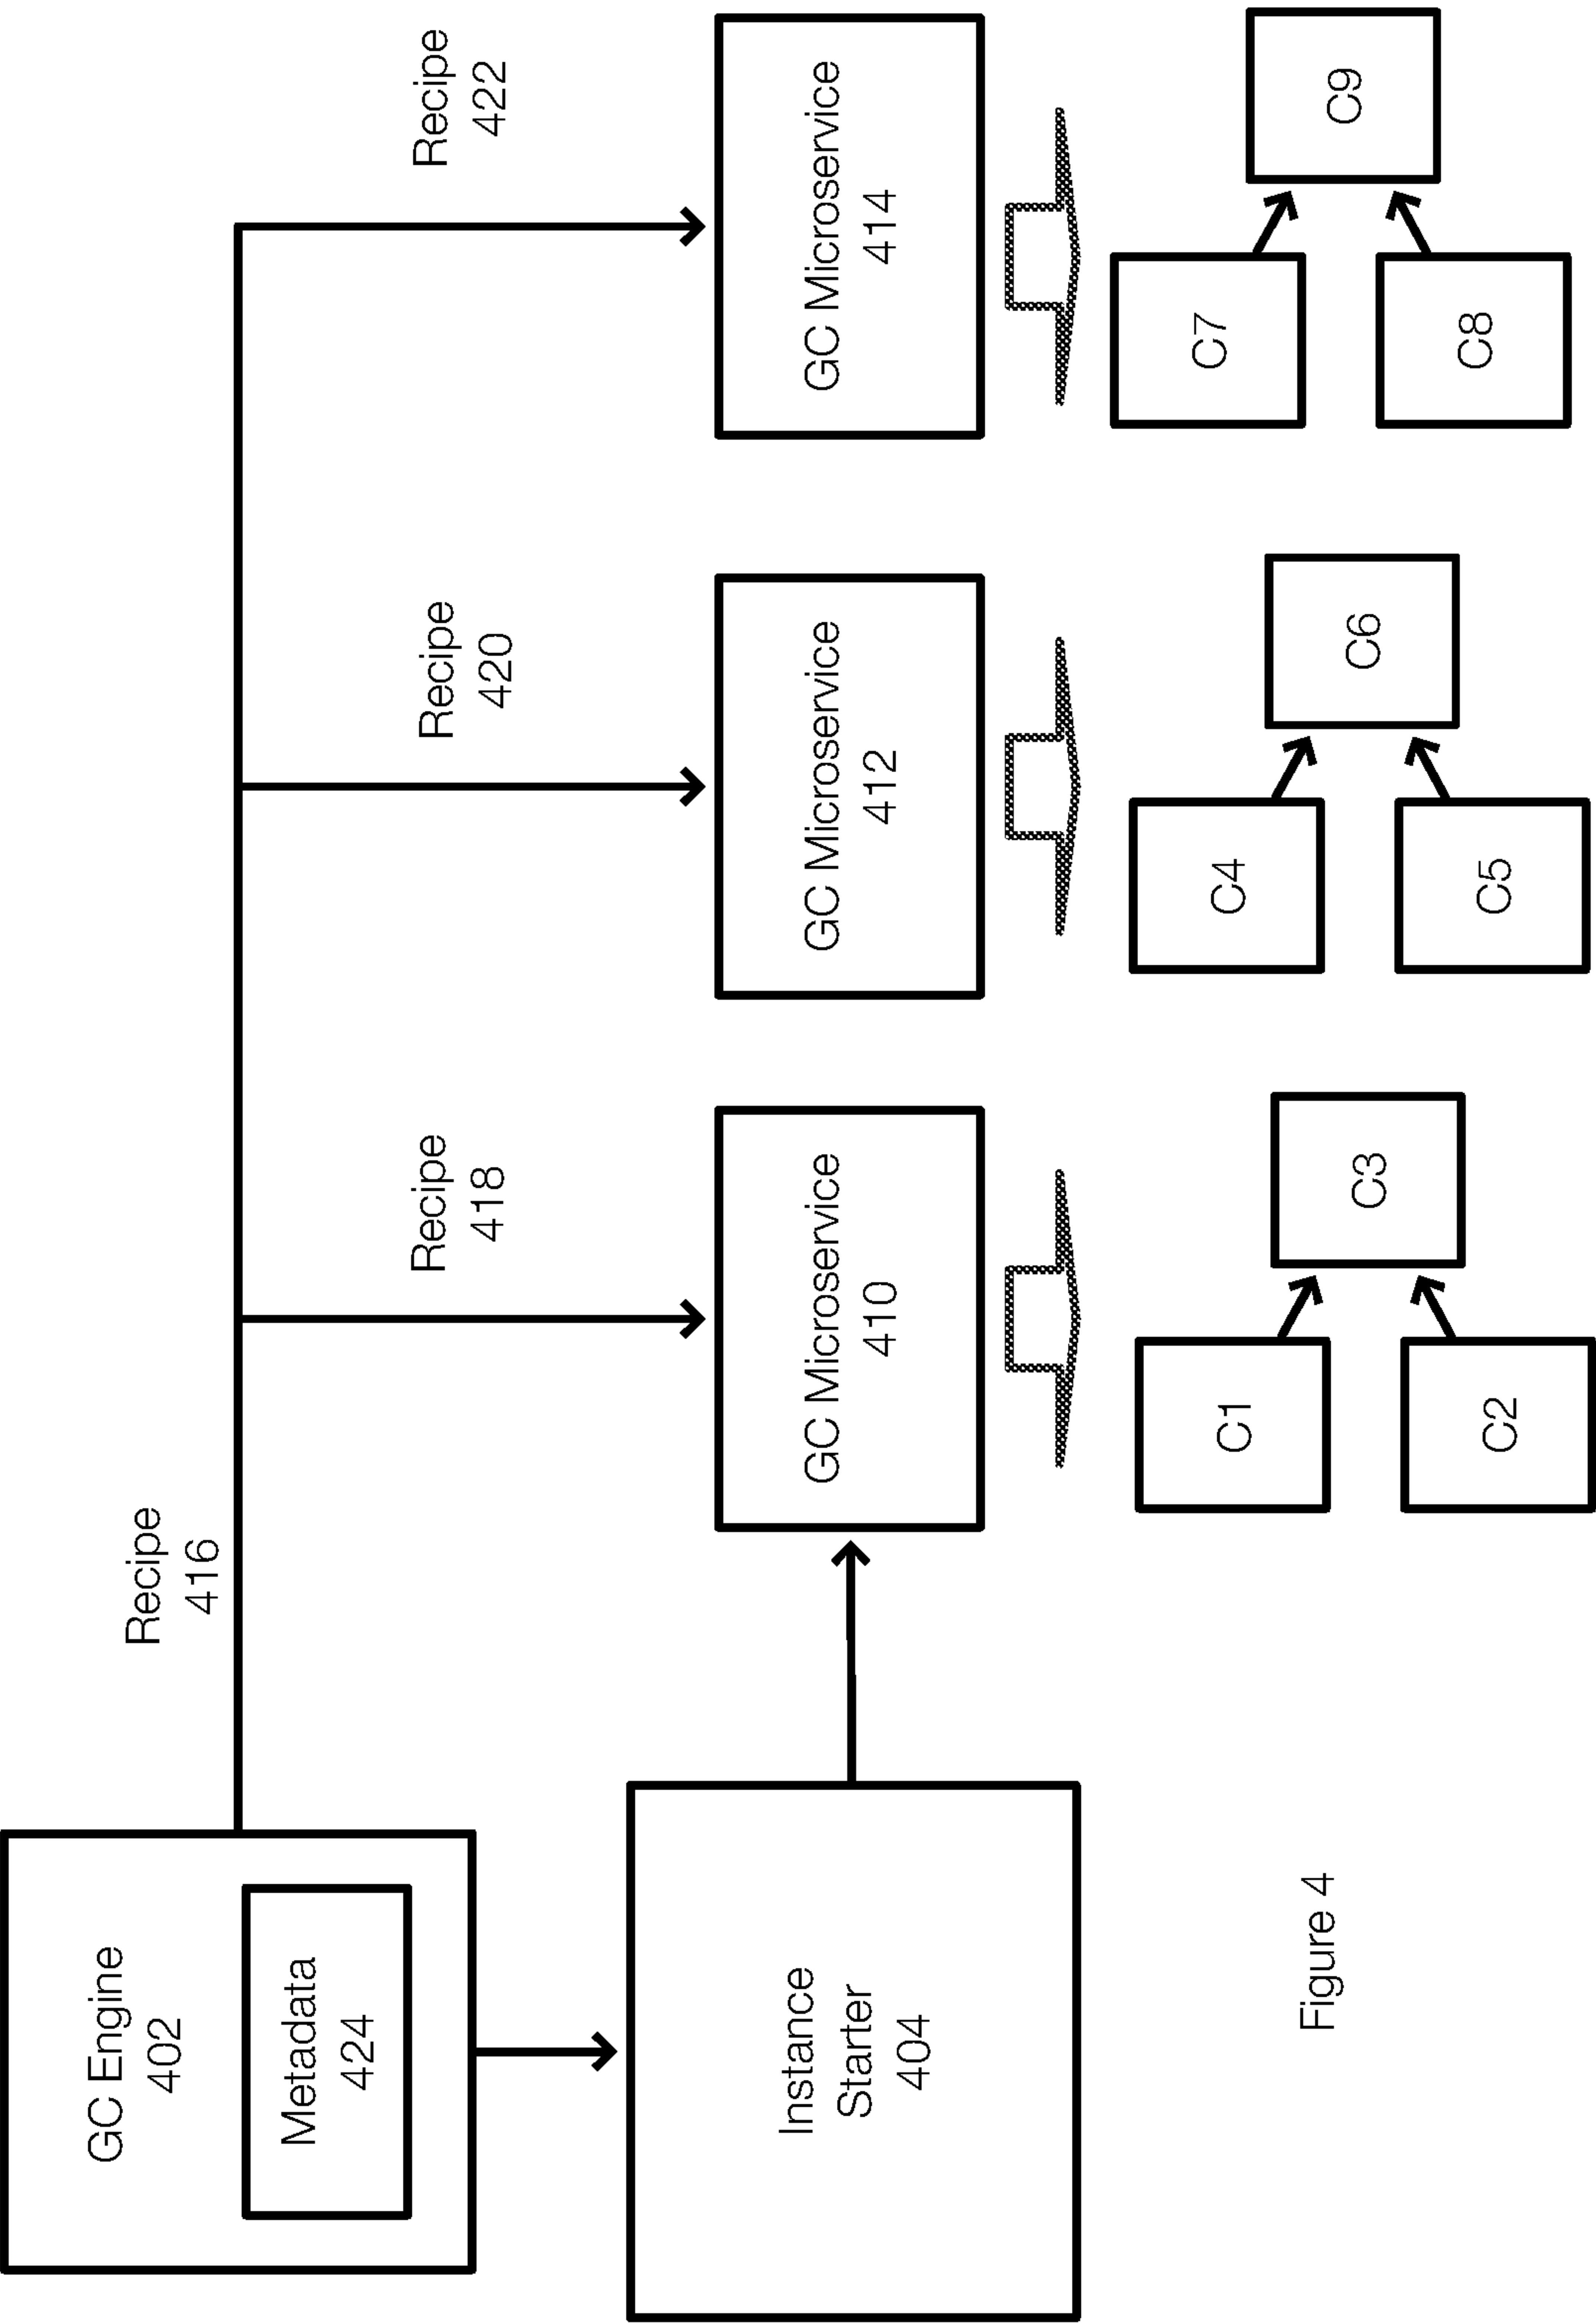 GC Engine
402
Metadata
424
Recipe
416
Recipe
418
Recipe
420
Recipe
422
Instance
Starter
404
GC Microservice
410
GC Microservice
412
GC Microservice
414
C1
C2
C3
C4
C5
C6
C7
C8
C9
Figure 4